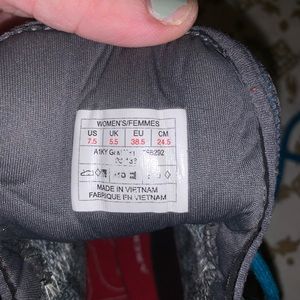 WOMEN'S/FEMMES
US UK EU CM
7.5 5.5 38.5 24.5
MADE IN VIETNAM
FABRIQUE EN VIETNAM